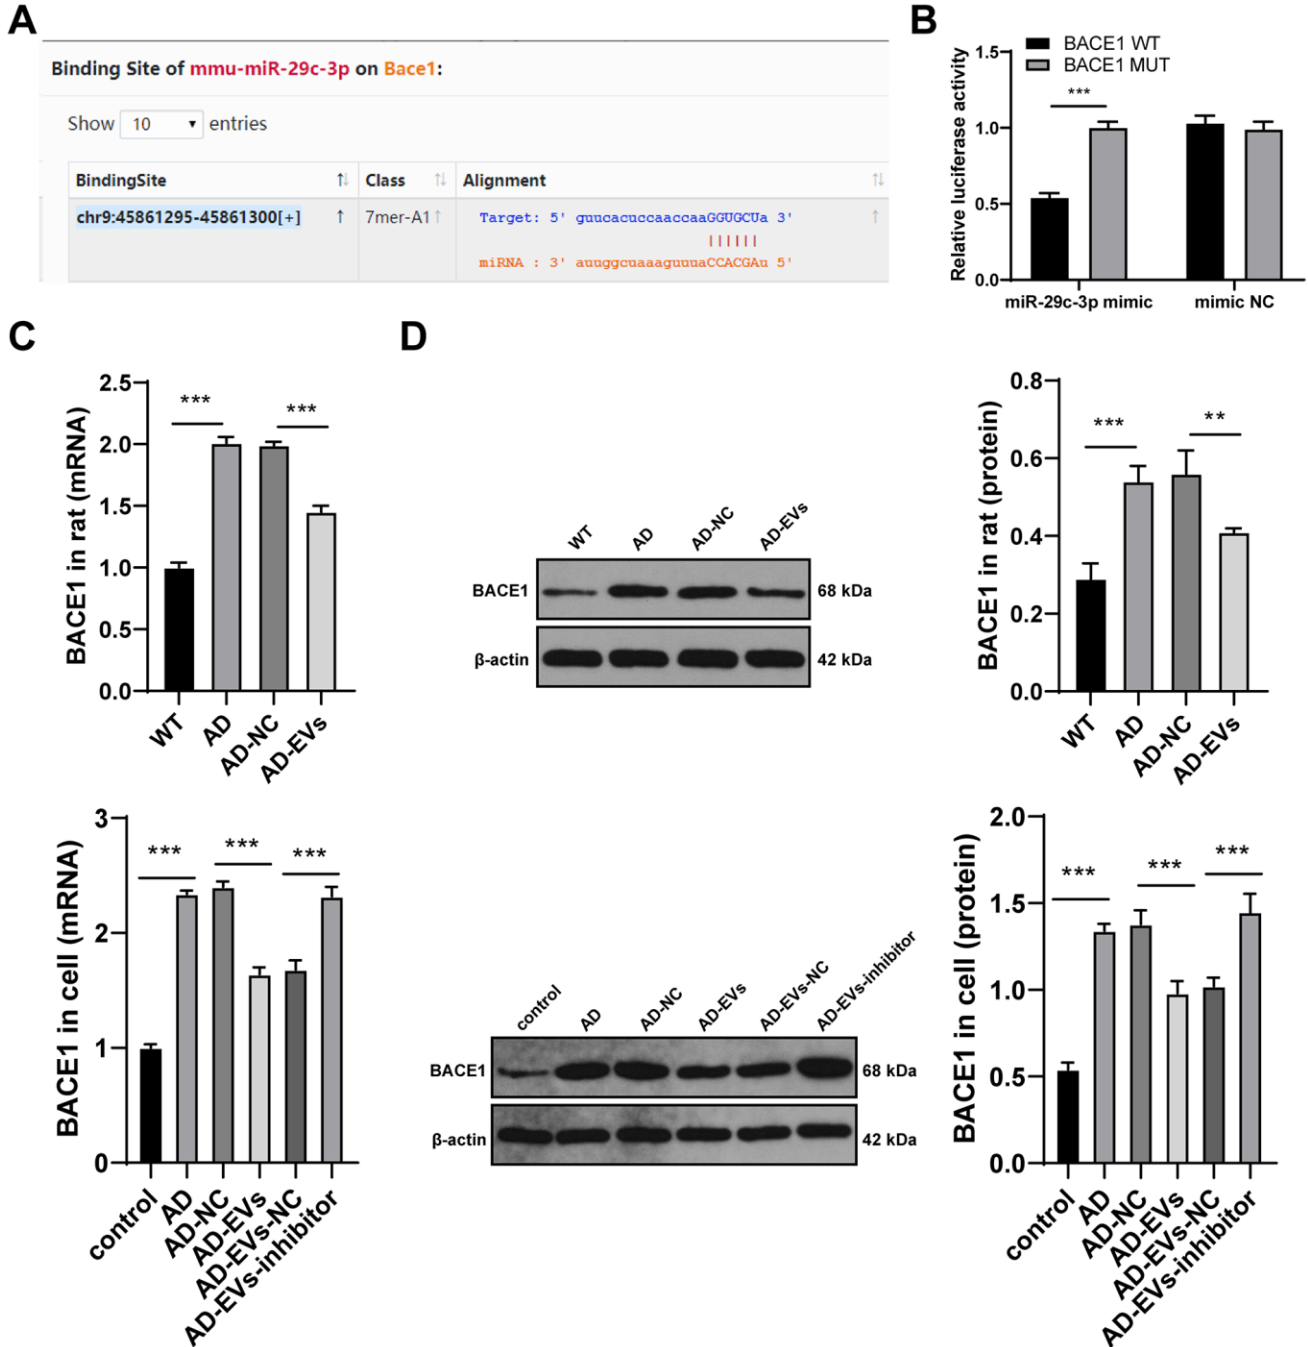 A
Binding Site of mmu-miR-29c-3p on Bace1:
Show 10 entries
BindingSite Class Alignment
chr9:45861295-45861300[+] 7mer-A1 Target: 5' guucacuccaaccaaGGUGCUa 3'
||||||
miRNA : 3' auuggcuaaaguuuaCCACGAu 5'
B
BACE1 WT
BACE1 MUT
Relative luciferase activity
1.5
1.0
0.5
0.0
***
miR-29c-3p mimic mimic NC
C
BACE1 in rat (mRNA)
2.5
2.0
1.5
1.0
0.5
0.0
*** ***
WT AD AD-NC AD-EVs
D
WT AD AD-NC AD-EVs
BACE1 68 kDa
β-actin 42 kDa
BACE1 in rat (protein)
0.8
0.6
0.4
0.2
0.0
*** **
WT AD AD-NC AD-EVs
BACE1 in cell (mRNA)
3
2
1
0
*** *** ***
control AD AD-NC AD-EVs AD-EVs-NC AD-EVs-inhibitor
control AD AD-NC AD-EVs AD-EVs-NC AD-EVs-inhibitor
BACE1 68 kDa
β-actin 42 kDa
BACE1 in cell (protein)
2.0
1.5
1.0
0.5
0.0
*** *** ***
control AD AD-NC AD-EVs AD-EVs-NC AD-EVs-inhibitor